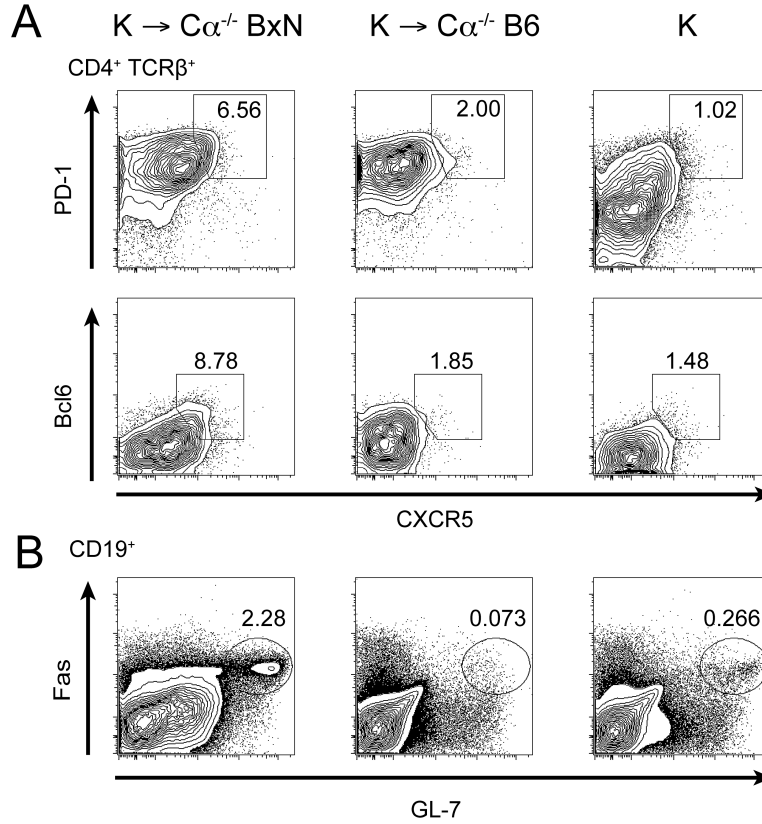 A
K → Cα⁻/⁻ BxN
K → Cα⁻/⁻ B6
K
CD4⁺ TCRβ⁺
PD-1
6.56
2.00
1.02
Bcl6
8.78
1.85
1.48
CXCR5
B
CD19⁺
Fas
2.28
0.073
0.266
GL-7